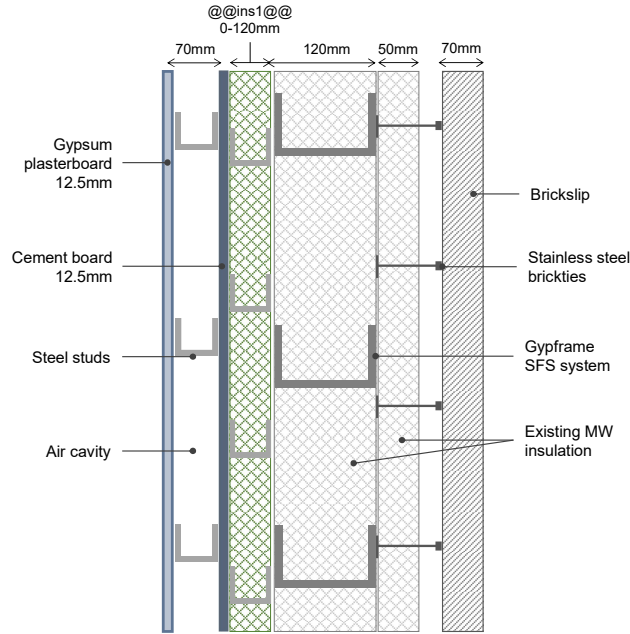 @@ins1@@
0-120mm
70mm
120mm
50mm
70mm
Gypsum
plasterboard
12.5mm
Cement board
12.5mm
Steel studs
Air cavity
Brickslip
Stainless steel
brickties
Gypframe
SFS system
Existing MW
insulation